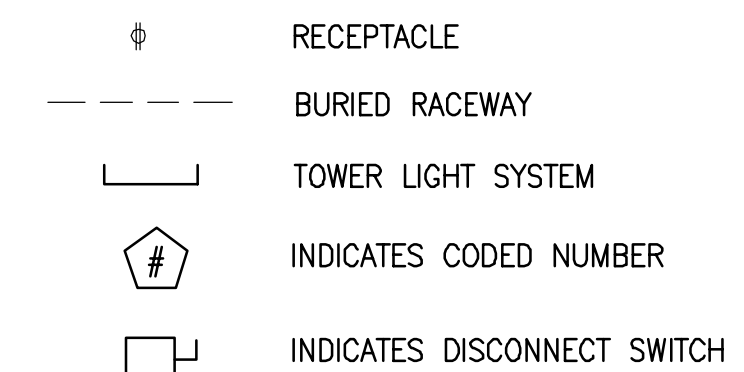 RECEPTACLE
BURIED RACEWAY
TOWER LIGHT SYSTEM
# INDICATES CODED NUMBER
INDICATES DISCONNECT SWITCH